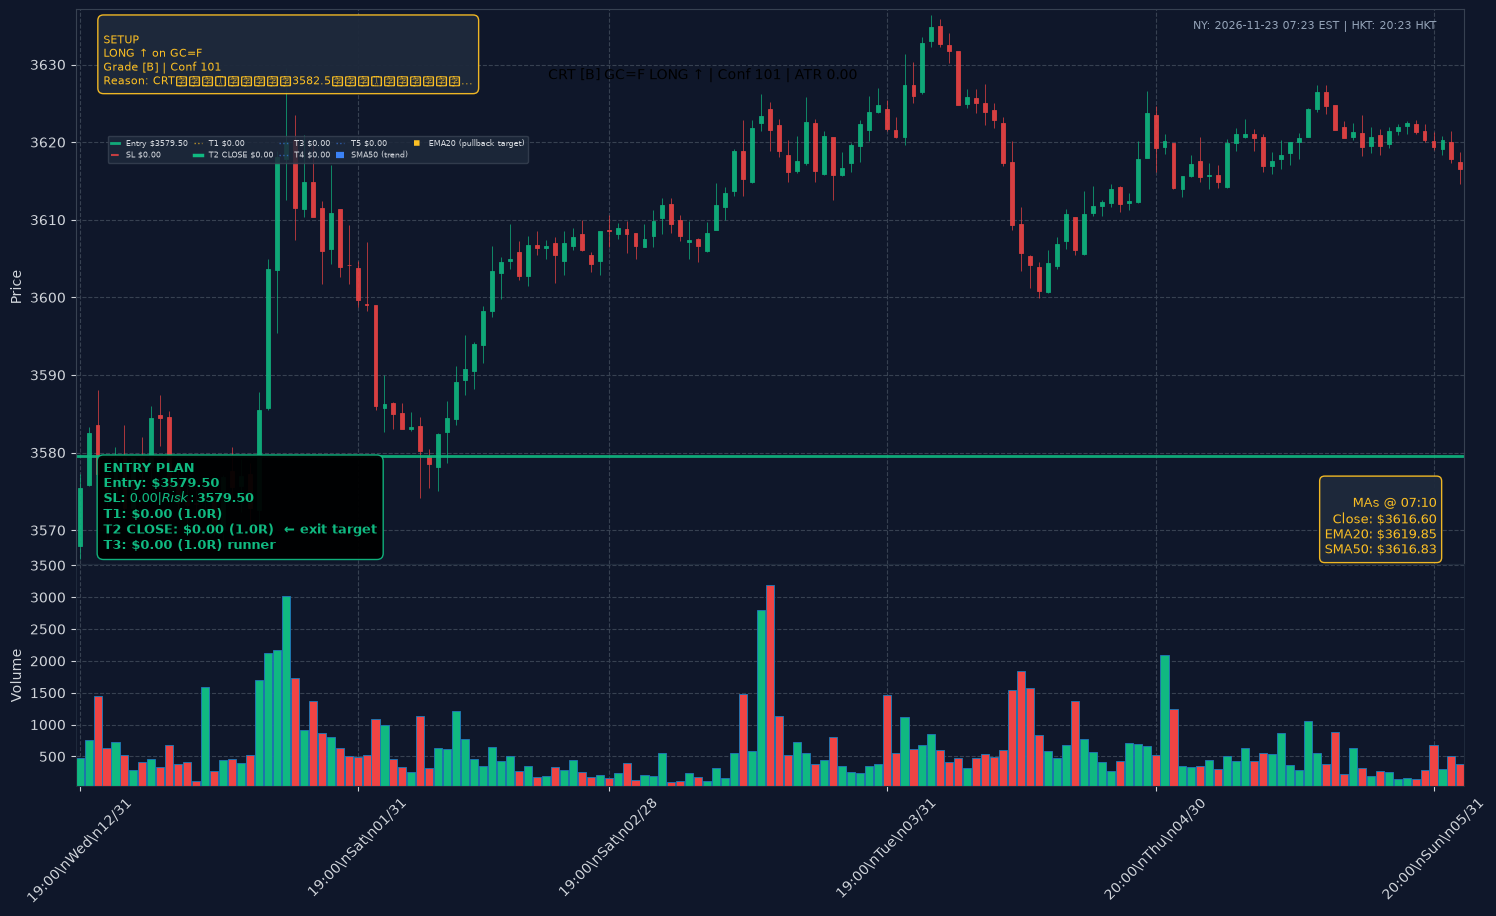 NY: 2026-11-23 07:23 EST | HKT: 20:23 HKT
SETUP
LONG ↑ on GC=F
Grade [B] | Conf 101
Reason: CRT
3582.5
...
CRT [B] GC=F LONG ↑ | Conf 101 | ATR 0.00
Entry $3579.50
SL $0.00
T1 $0.00
T2 CLOSE $0.00
T3 $0.00
T4 $0.00
T5 $0.00
SMA50 (trend)
EMA20 (pullback target)
Price
3630
3620
3610
3600
3590
3580
3570
ENTRY PLAN
Entry: $3579.50
SL: 0.00|Risk:3579.50
T1: $0.00 (1.0R)
T2 CLOSE: $0.00 (1.0R) ← exit target
T3: $0.00 (1.0R) runner
MAs @ 07:10
Close: $3616.60
EMA20: $3619.85
SMA50: $3616.83
Volume
3500
3000
2500
2000
1500
1000
500
19:00\nWed\n12/31
19:00\nSat\n01/31
19:00\nSat\n02/28
19:00\nTue\n03/31
20:00\nThu\n04/30
20:00\nSun\n05/31